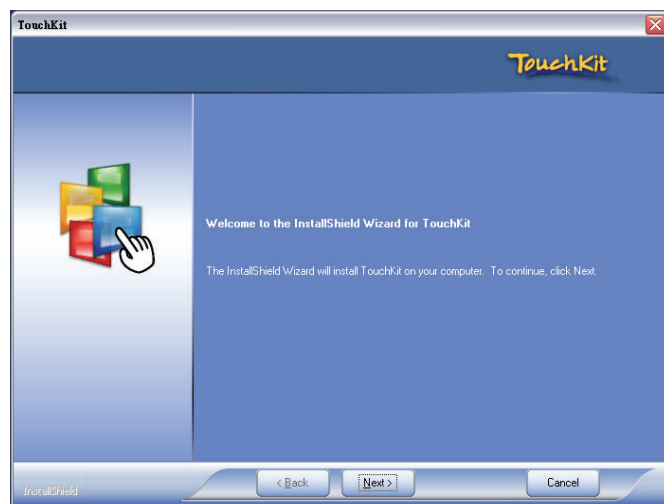 TouchKit
TouchKit
Welcome to the InstallShield Wizard for TouchKit
The InstallShield Wizard will install TouchKit on your computer. To continue, click Next.
InstallShield
< Back
Next >
Cancel